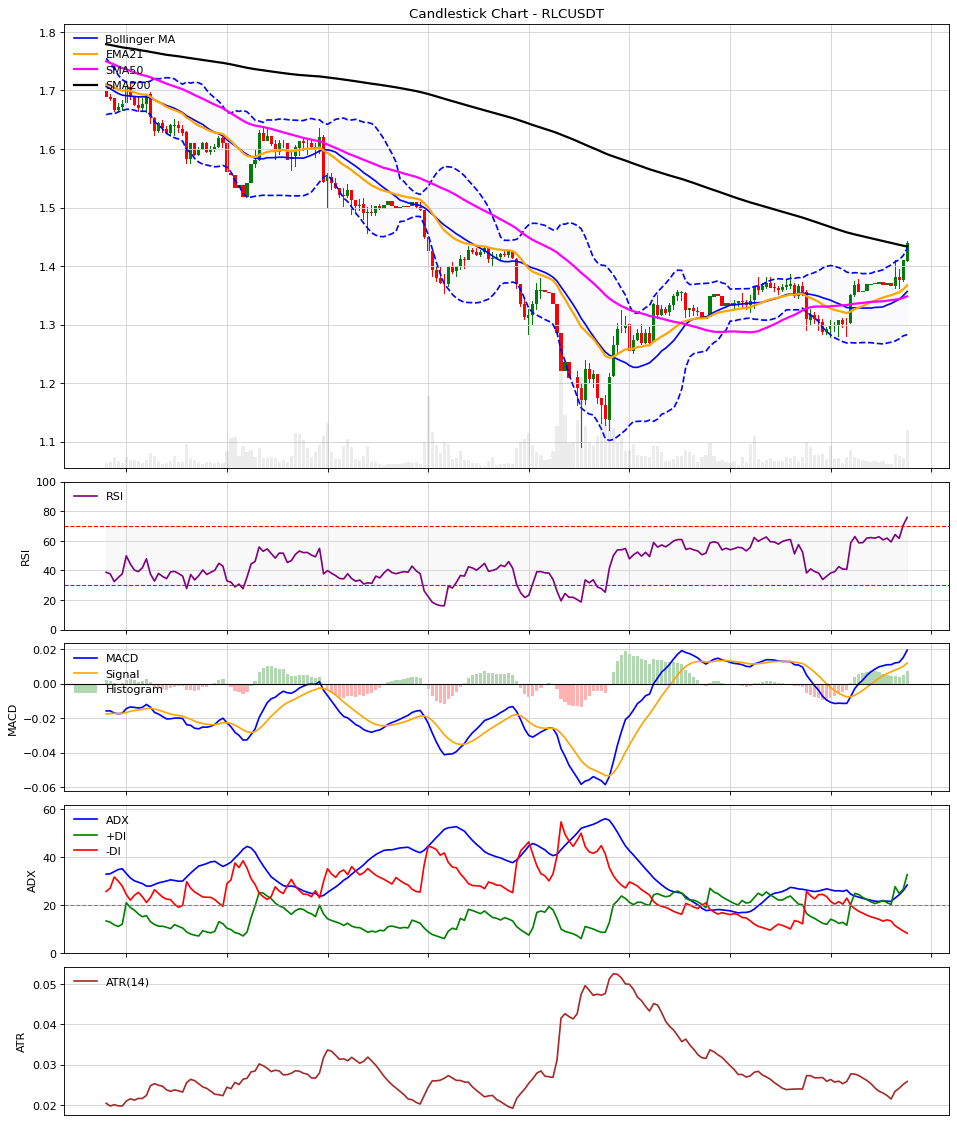 Candlestick Chart - RLCUSDT
1.8
1.7
1.6
1.5
1.4
1.3
1.2
1.1
Bollinger MA
EMA21
SMA50
SMA200
100
80
60
40
20
0
RSI
RSI
0.02
0.00
−0.02
−0.04
−0.06
MACD
MACD
Signal
Histogram
60
40
20
0
ADX
ADX
+DI
-DI
0.05
0.04
0.03
0.02
ATR
ATR(14)